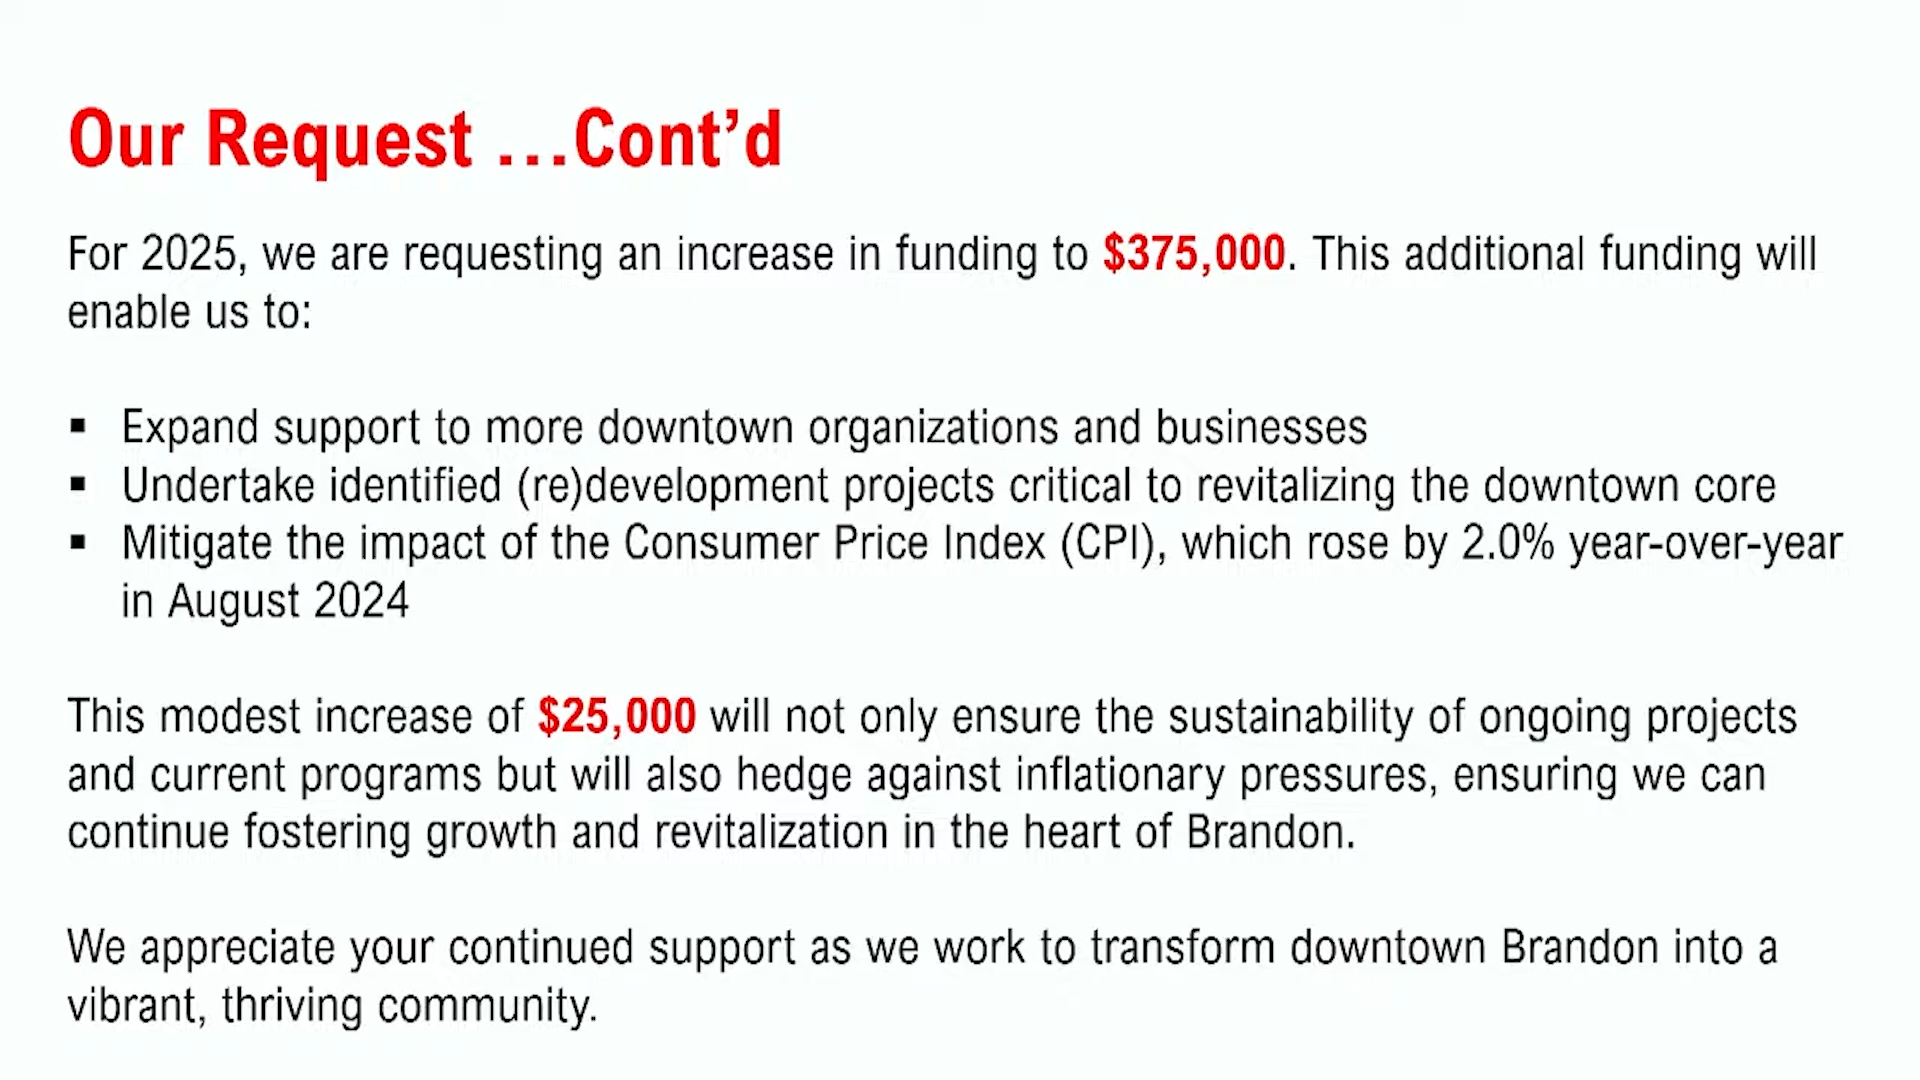 Our Request ...Cont’d
For 2025, we are requesting an increase in funding to $375,000. This additional funding will
enable us to:
▪ Expand support to more downtown organizations and businesses
▪ Undertake identified (re)development projects critical to revitalizing the downtown core
▪ Mitigate the impact of the Consumer Price Index (CPI), which rose by 2.0% year-over-year
in August 2024
This modest increase of $25,000 will not only ensure the sustainability of ongoing projects
and current programs but will also hedge against inflationary pressures, ensuring we can
continue fostering growth and revitalization in the heart of Brandon.
We appreciate your continued support as we work to transform downtown Brandon into a
vibrant, thriving community.